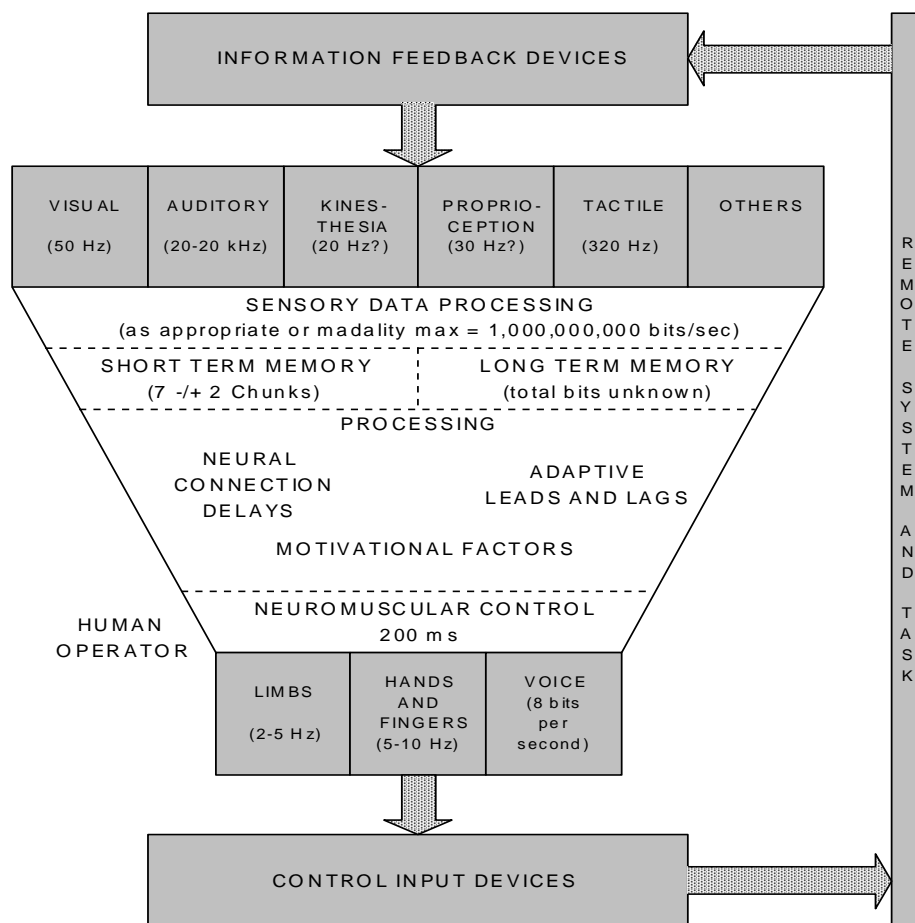 INFORMATION FEEDBACK DEVICES
VISUAL
(50 Hz)
AUDITORY
(20-20 kHz)
KINES-
THESIA
(20 Hz?)
PROPRIO-
CEPTION
(30 Hz?)
TACTILE
(320 Hz)
OTHERS
SENSORY DATA PROCESSING
(as appropriate or madality max = 1,000,000,000 bits/sec)
SHORT TERM MEMORY
(7 -/+ 2 Chunks)
LONG TERM MEMORY
(total bits unknown)
PROCESSING
NEURAL
CONNECTION
DELAYS
ADAPTIVE
LEADS AND LAGS
MOTIVATIONAL FACTORS
NEUROMUSCULAR CONTROL
200 ms
HUMAN
OPERATOR
LIMBS
(2-5 Hz)
HANDS
AND
FINGERS
(5-10 Hz)
VOICE
(8 bits
per
second)
CONTROL INPUT DEVICES
REMOTE SYSTEM AND TASK